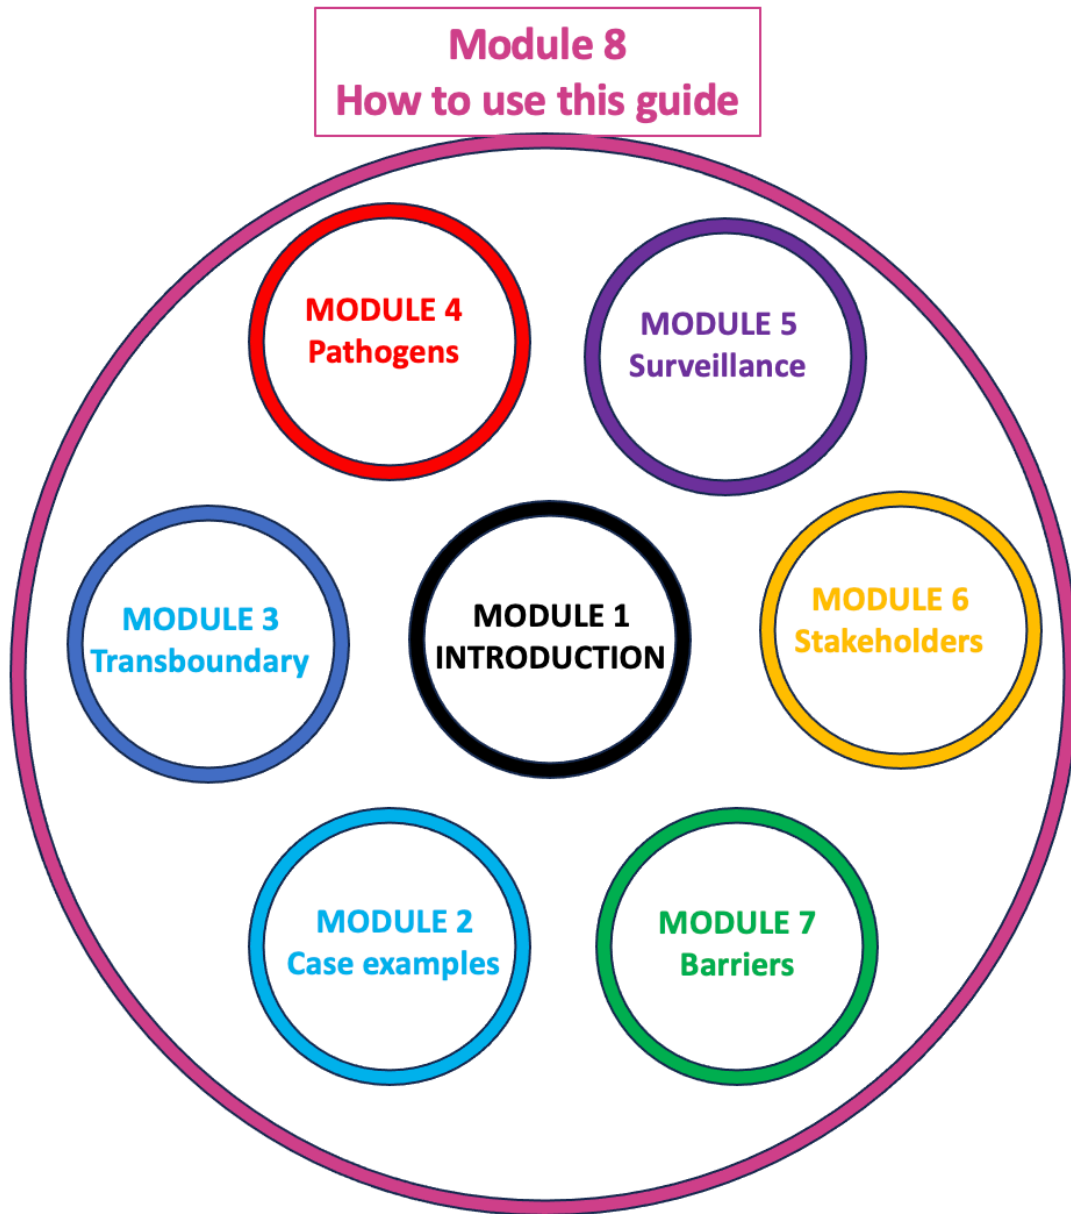 Module 8
How to use this guide
MODULE 4
Pathogens
MODULE 5
Surveillance
MODULE 3
Transboundary
MODULE 1
INTRODUCTION
MODULE 6
Stakeholders
MODULE 2
Case examples
MODULE 7
Barriers